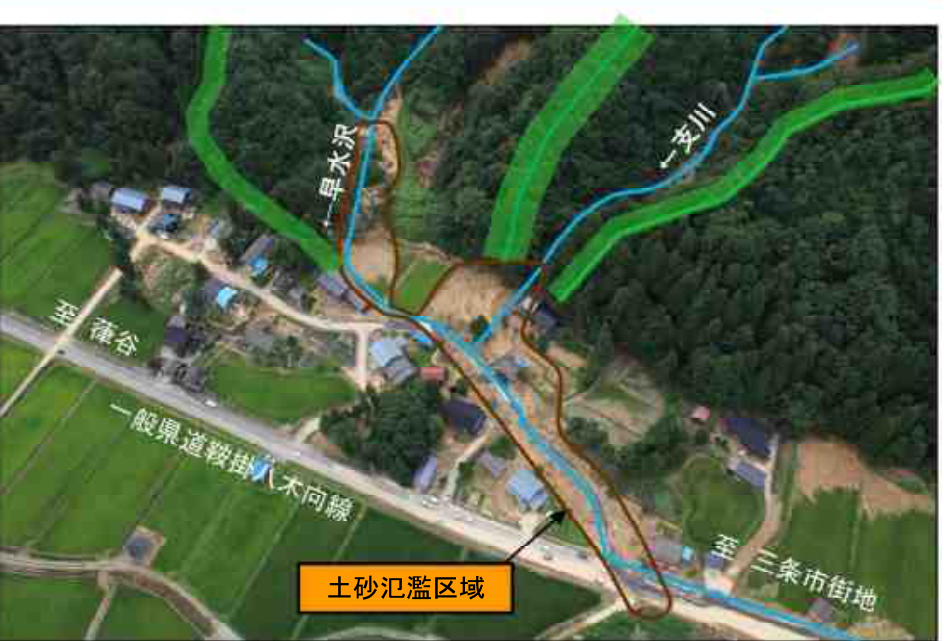 ←早水沢
←支川
至 葎谷
一般県道鞍掛八木向線
土砂氾濫区域
至 三条市街地